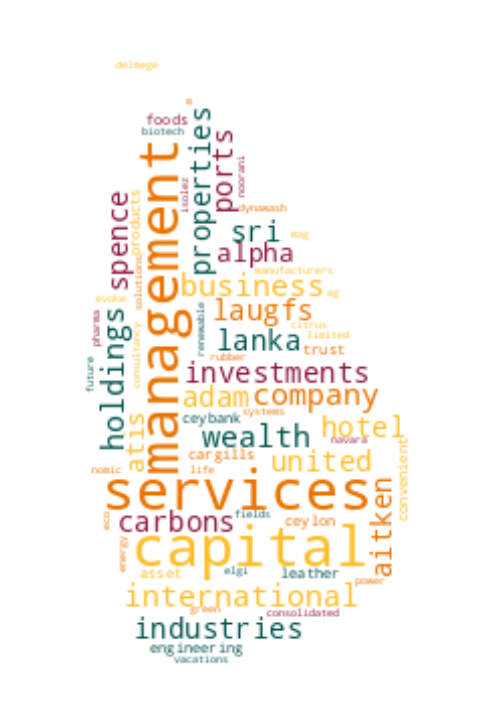 delmege
m
foods
biotech
properties
ports
management
noorani
isolez
spence
products
dynawash
sri
mag
alpha
solutions
manufacturers
business
ag
evoke
laugfs
holdings
pharma
renewable
citrus
consultancy
lanka
limited
trust
rubber
future
investments
adam
company
systems
ceybank
atis
hotel
wealth
navara
convenient
cargills
united
nomic
life
services
aitken
eco
carbons
fields
ceylon
capital
energy
asset
elgi
leather
power
international
green
consolidated
industries
engineering
vacations